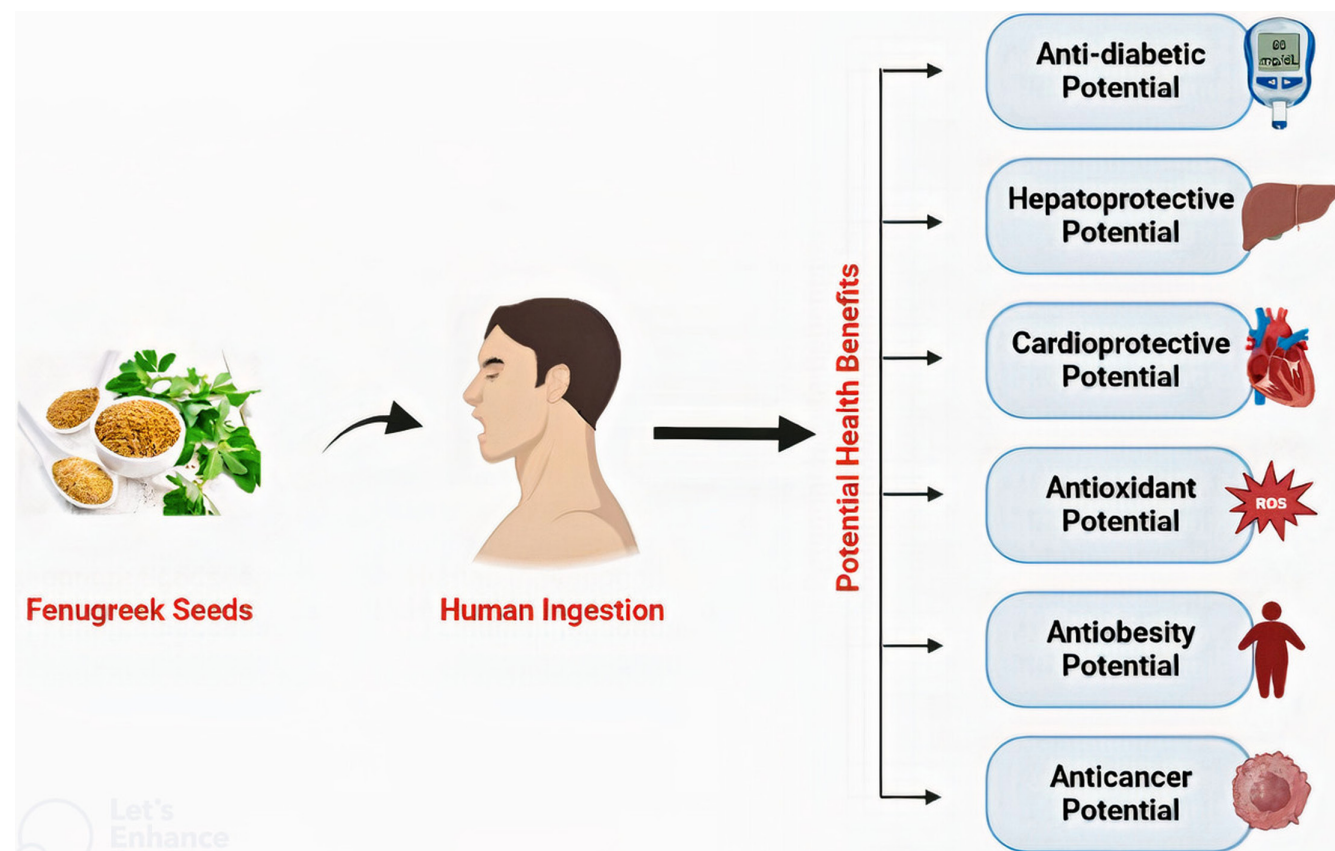 Fenugreek Seeds
Human Ingestion
Potential Health Benefits
Anti-diabetic
Potential
Hepatoprotective
Potential
Cardioprotective
Potential
Antioxidant
Potential
ROS
Antiobesity
Potential
Anticancer
Potential
Let's
Enhance